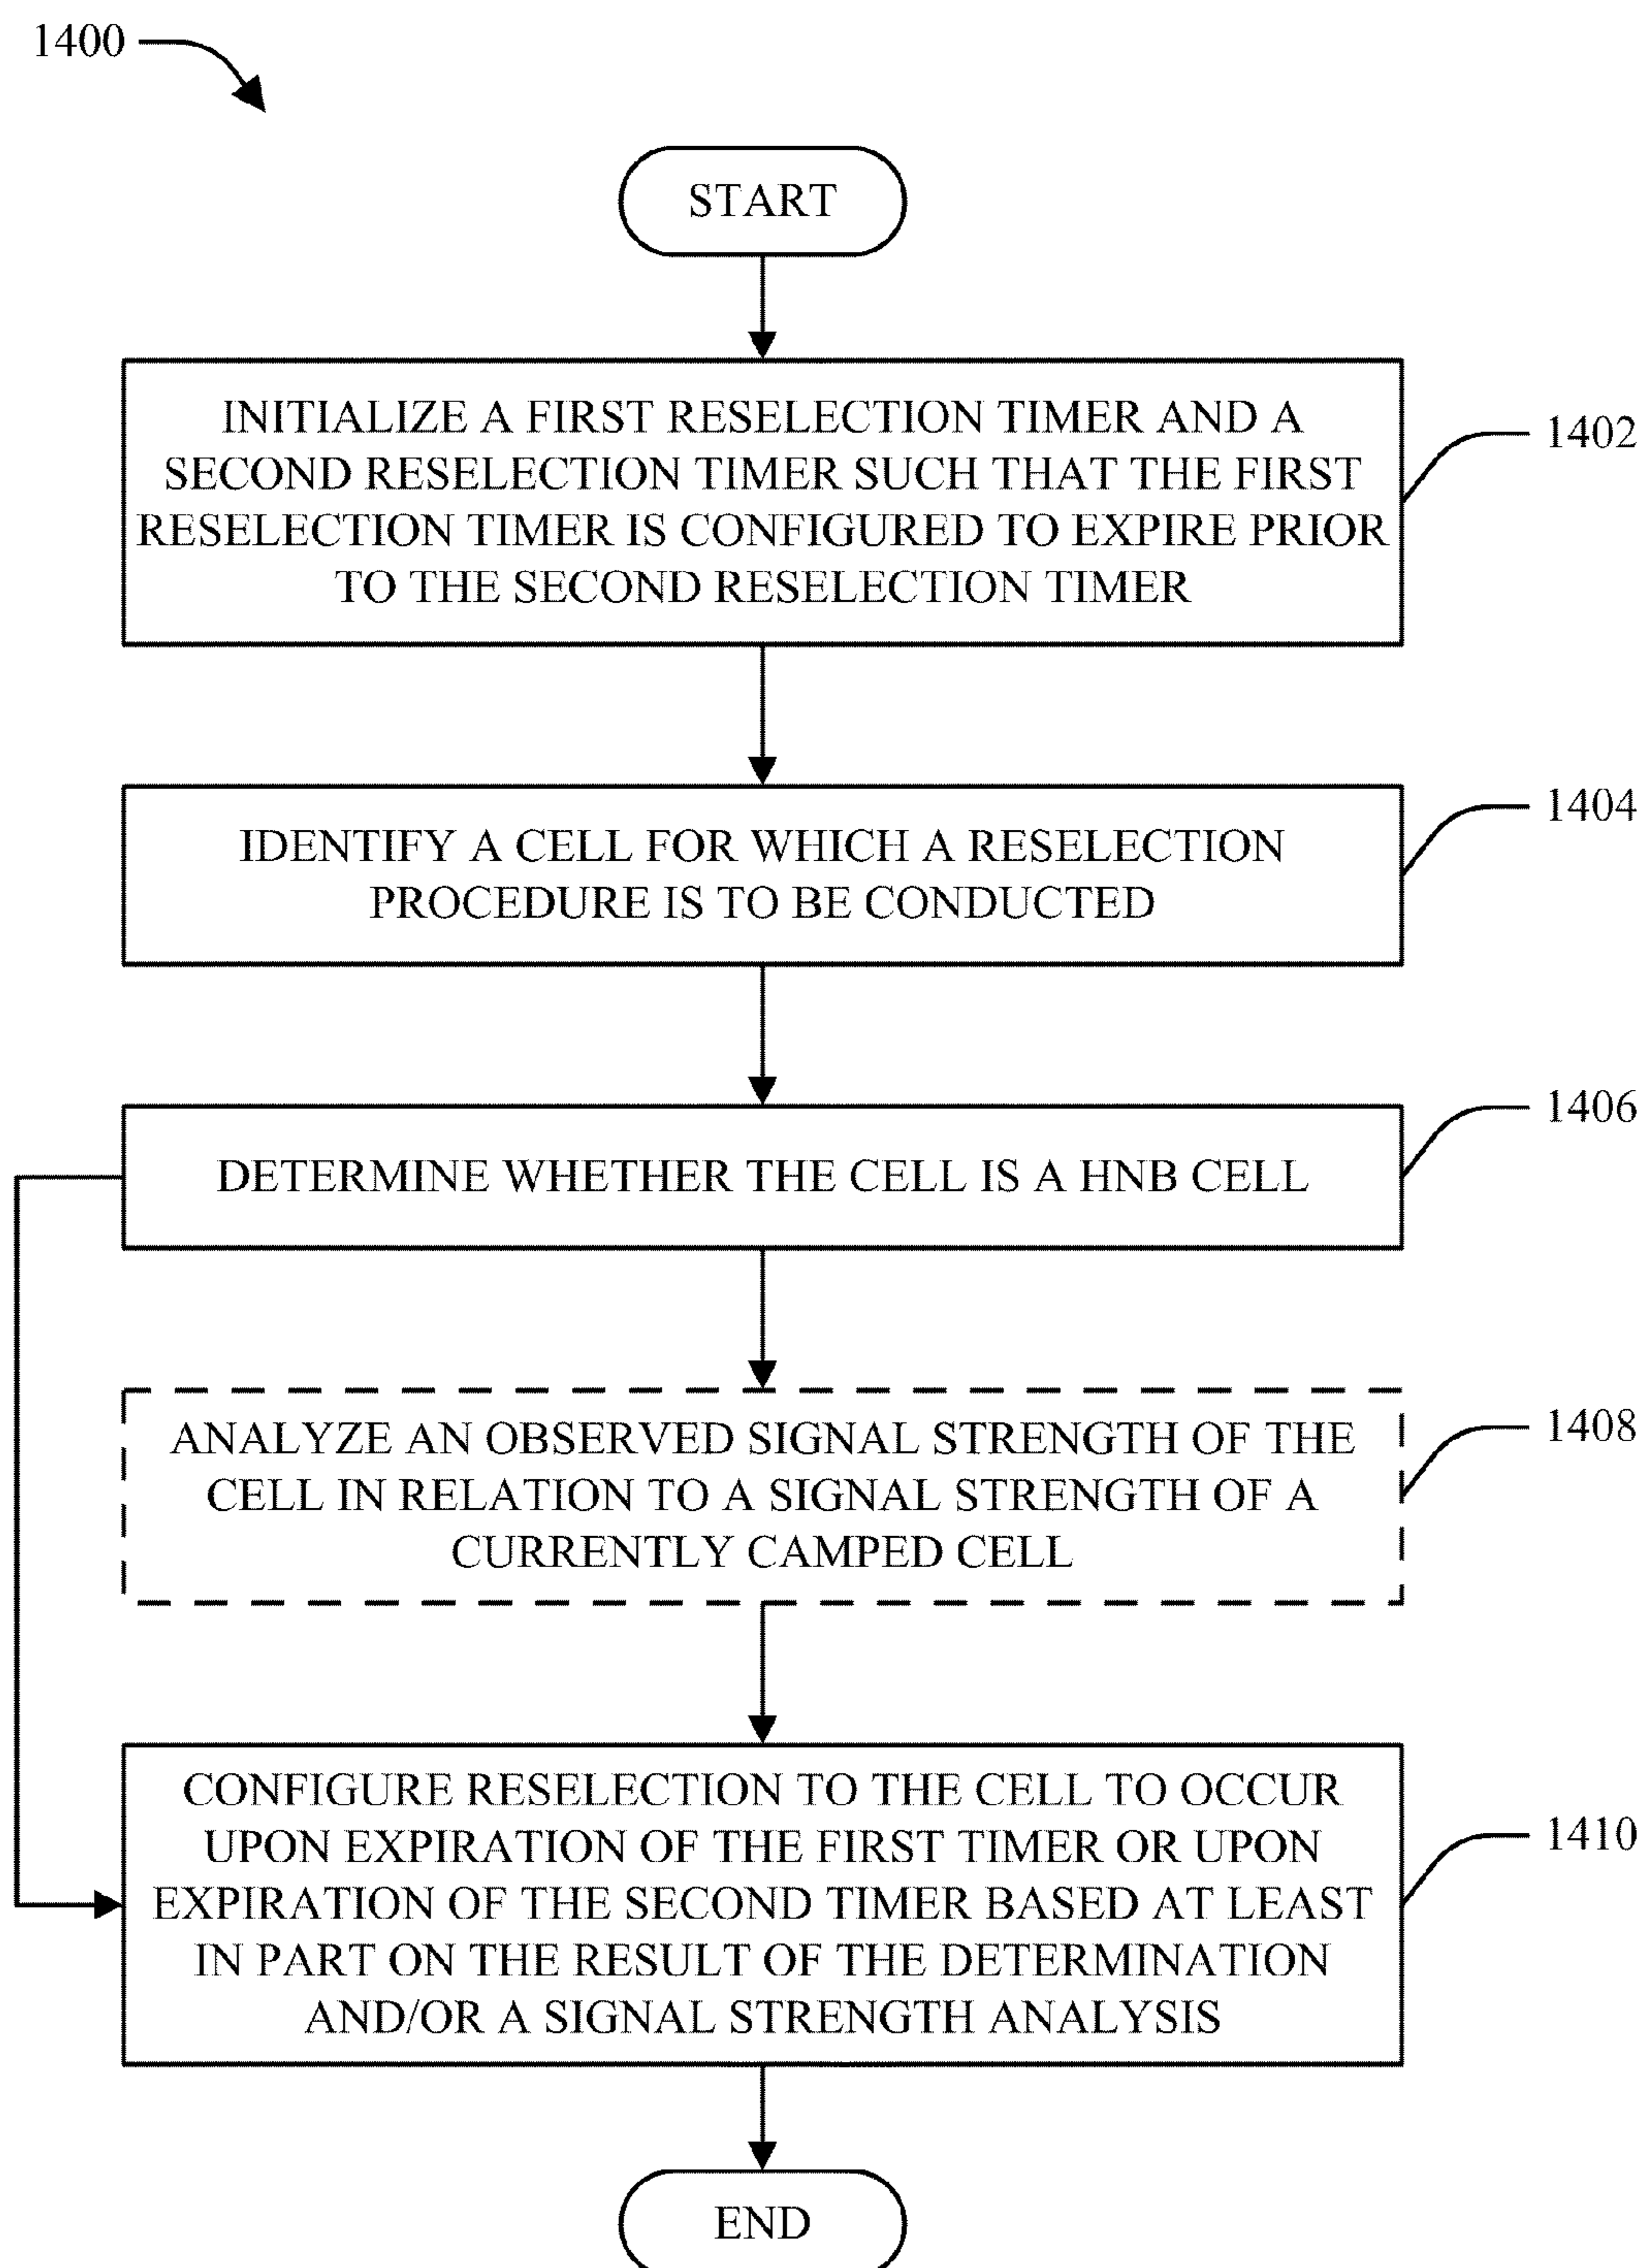 1400
START
INITIALIZE A FIRST RESELECTION TIMER AND A
SECOND RESELECTION TIMER SUCH THAT THE FIRST
RESELECTION TIMER IS CONFIGURED TO EXPIRE PRIOR
TO THE SECOND RESELECTION TIMER
1402
IDENTIFY A CELL FOR WHICH A RESELECTION
PROCEDURE IS TO BE CONDUCTED
1404
DETERMINE WHETHER THE CELL IS A HNB CELL
1406
ANALYZE AN OBSERVED SIGNAL STRENGTH OF THE
CELL IN RELATION TO A SIGNAL STRENGTH OF A
CURRENTLY CAMPED CELL
1408
CONFIGURE RESELECTION TO THE CELL TO OCCUR
UPON EXPIRATION OF THE FIRST TIMER OR UPON
EXPIRATION OF THE SECOND TIMER BASED AT LEAST
IN PART ON THE RESULT OF THE DETERMINATION
AND/OR A SIGNAL STRENGTH ANALYSIS
1410
END